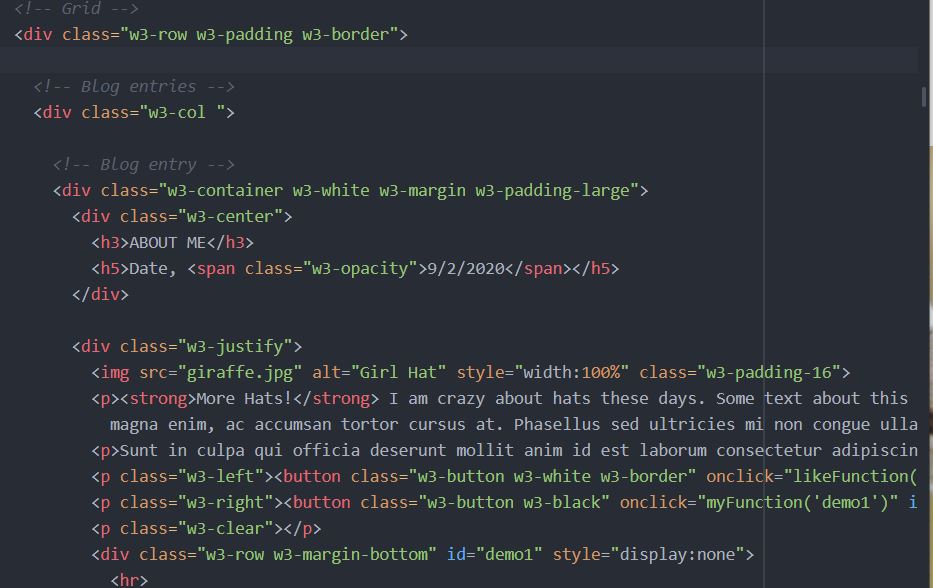 <!-- Grid -->
<div class="w3-row w3-padding w3-border">
<!-- Blog entries -->
<div class="w3-col ">
<!-- Blog entry -->
<div class="w3-container w3-white w3-margin w3-padding-large">
<div class="w3-center">
<h3>ABOUT ME</h3>
<h5>Date, <span class="w3-opacity">9/2/2020</span></h5>
</div>
<div class="w3-justify">
<img src="giraffe.jpg" alt="Girl Hat" style="width:100%" class="w3-padding-16">
<p><strong>More Hats!</strong> I am crazy about hats these days. Some text about this
magna enim, ac accumsan tortor cursus at. Phasellus sed ultricies mi non congue ulla
<p>Sunt in culpa qui officia deserunt mollit anim id est laborum consectetur adipiscin
<p class="w3-left"><button class="w3-button w3-white w3-border" onclick="likeFunction(
<p class="w3-right"><button class="w3-button w3-black" onclick="myFunction('demo1')" i
<p class="w3-clear"></p>
<div class="w3-row w3-margin-bottom" id="demo1" style="display:none">
<hr>